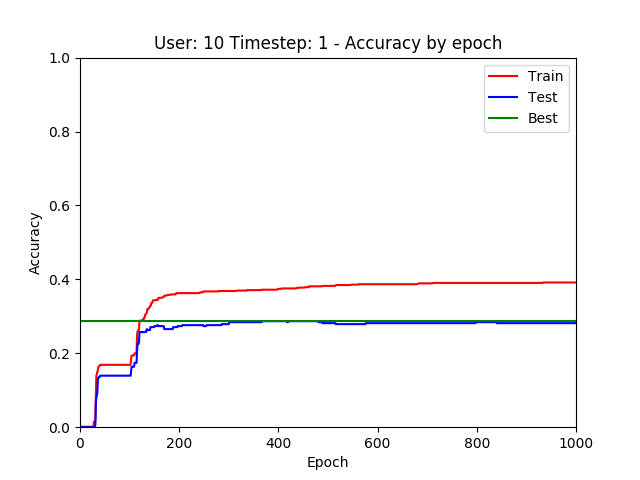 User: 10 Timestep: 1 - Accuracy by epoch
1.0
Train
Test
Best
0.8
0.6
Accuracy
0.4
0.2
0.0
0 200 400 600 800 1000
Epoch